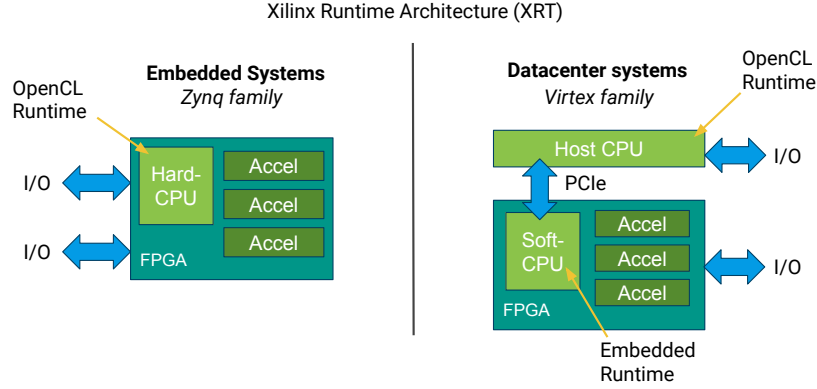 Xilinx Runtime Architecture (XRT)
Embedded Systems
Zynq family
OpenCL
Runtime
Hard-
CPU
Accel
Accel
Accel
I/O
I/O
FPGA
Datacenter systems
Virtex family
OpenCL
Runtime
Host CPU
I/O
PCIe
Soft-
CPU
Accel
Accel
Accel
I/O
FPGA
Embedded
Runtime